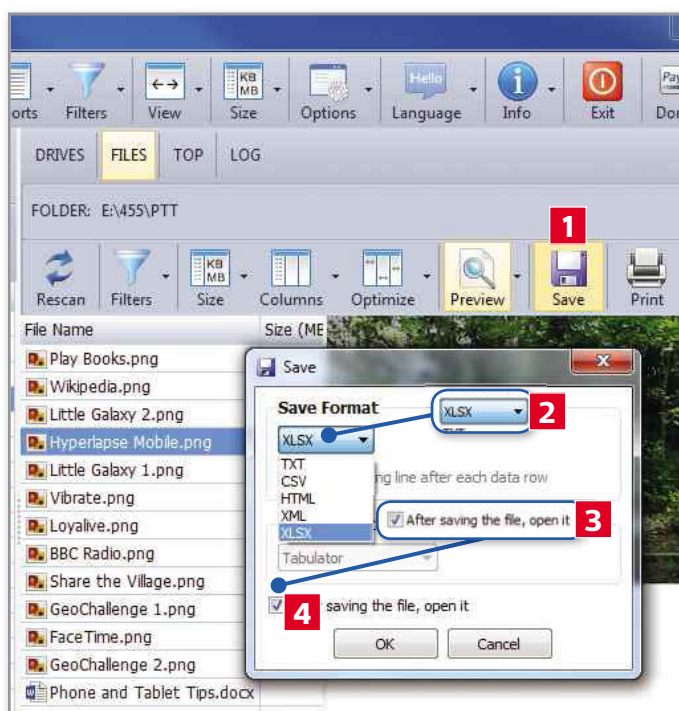 KB
MB
Hello
Pay
orts Filters View Size Options Language Info Exit Don
DRIVES FILES TOP LOG
FOLDER: E:\455\PTT
1
KB
MB
Rescan Filters Size Columns Optimize Preview Save Print
File Name Size (ME
Play Books.png
Wikipedia.png
Little Galaxy 2.png
Hyperlapse Mobile.png
Little Galaxy 1.png
Vibrate.png
Loyalive.png
BBC Radio.png
Share the Village.png
GeoChallenge 1.png
FaceTime.png
GeoChallenge 2.png
Phone and Tablet Tips.docx
Save
Save Format
XLSX 2
XLSX
TXT
CSV
HTML
XML
XLSX
ng line after each data row
After saving the file, open it 3
Tabulator
4 saving the file, open it
OK Cancel